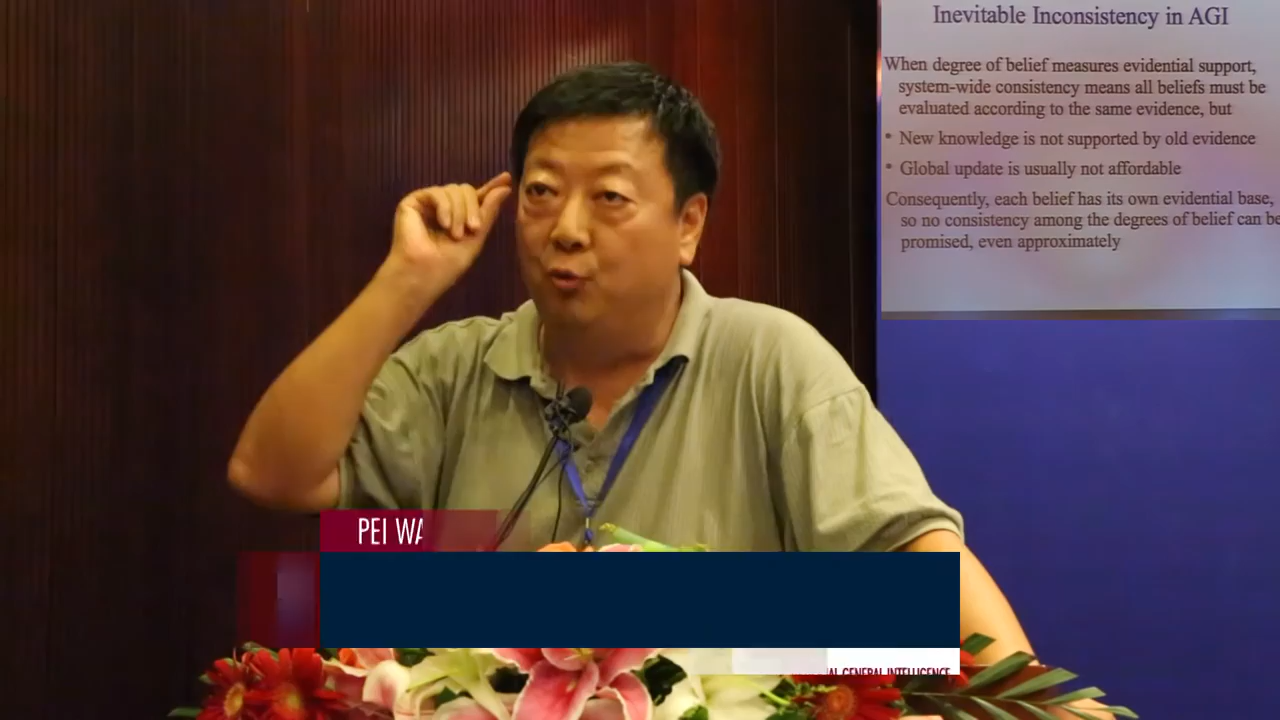 Inevitable Inconsistency in AGI
When degree of belief measures evidential support,
system-wide consistency means all beliefs must be
evaluated according to the same evidence, but
• New knowledge is not supported by old evidence
• Global update is usually not affordable
Consequently, each belief has its own evidential base,
so no consistency among the degrees of belief can be
promised, even approximately
PEI WA
GENERAL INTELLIGENCE